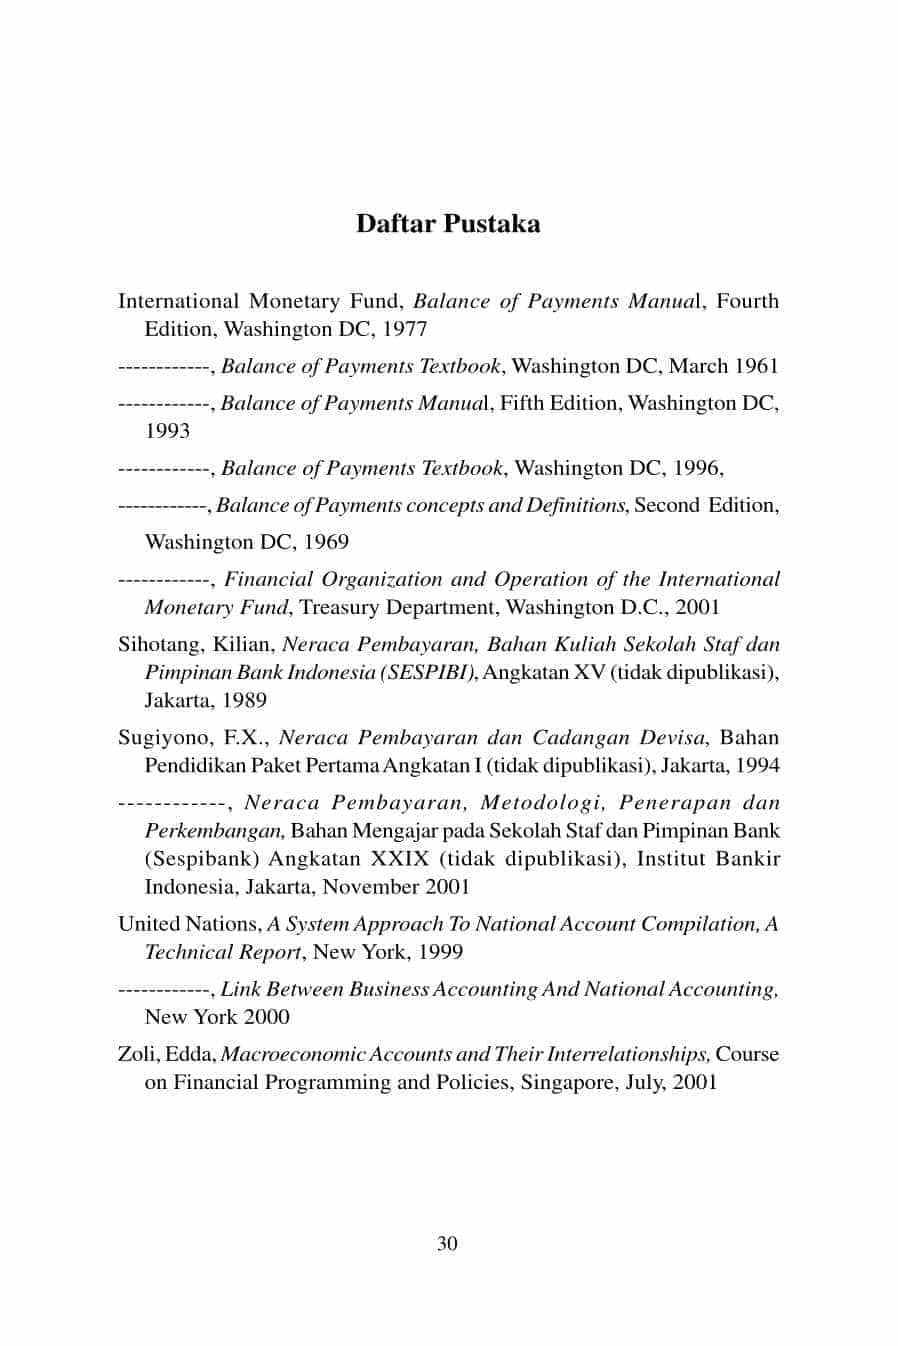 Daftar Pustaka
International Monetary Fund, Balance of Payments Manual, Fourth
Edition, Washington DC, 1977
------------, Balance of Payments Textbook, Washington DC, March 1961
------------, Balance of Payments Manual, Fifth Edition, Washington DC,
1993
------------, Balance of Payments Textbook, Washington DC, 1996,
------------, Balance of Payments concepts and Definitions, Second Edition,
Washington DC, 1969
------------, Financial Organization and Operation of the International
Monetary Fund, Treasury Department, Washington D.C., 2001
Sihotang, Kilian, Neraca Pembayaran, Bahan Kuliah Sekolah Staf dan
Pimpinan Bank Indonesia (SESPIBI), Angkatan XV (tidak dipublikasi),
Jakarta, 1989
Sugiyono, F.X., Neraca Pembayaran dan Cadangan Devisa, Bahan
Pendidikan Paket Pertama Angkatan I (tidak dipublikasi), Jakarta, 1994
------------, Neraca Pembayaran, Metodologi, Penerapan dan
Perkembangan, Bahan Mengajar pada Sekolah Staf dan Pimpinan Bank
(Sespibank) Angkatan XXIX (tidak dipublikasi), Institut Bankir
Indonesia, Jakarta, November 2001
United Nations, A System Approach To National Account Compilation, A
Technical Report, New York, 1999
------------, Link Between Business Accounting And National Accounting,
New York 2000
Zoli, Edda, Macroeconomic Accounts and Their Interrelationships, Course
on Financial Programming and Policies, Singapore, July, 2001
30